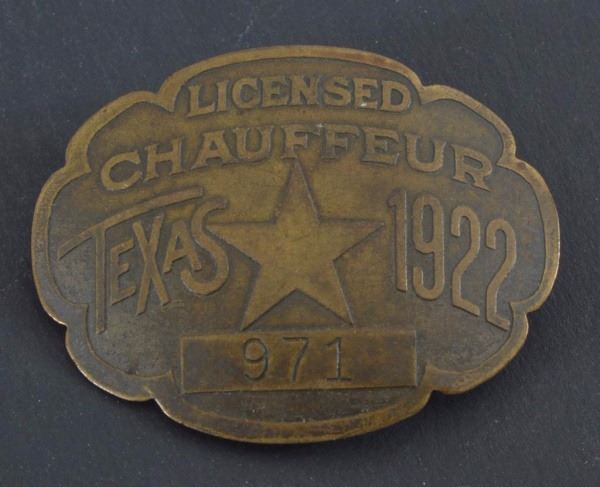 LICENSED
CHAUFFEUR
TEXAS 1922
971